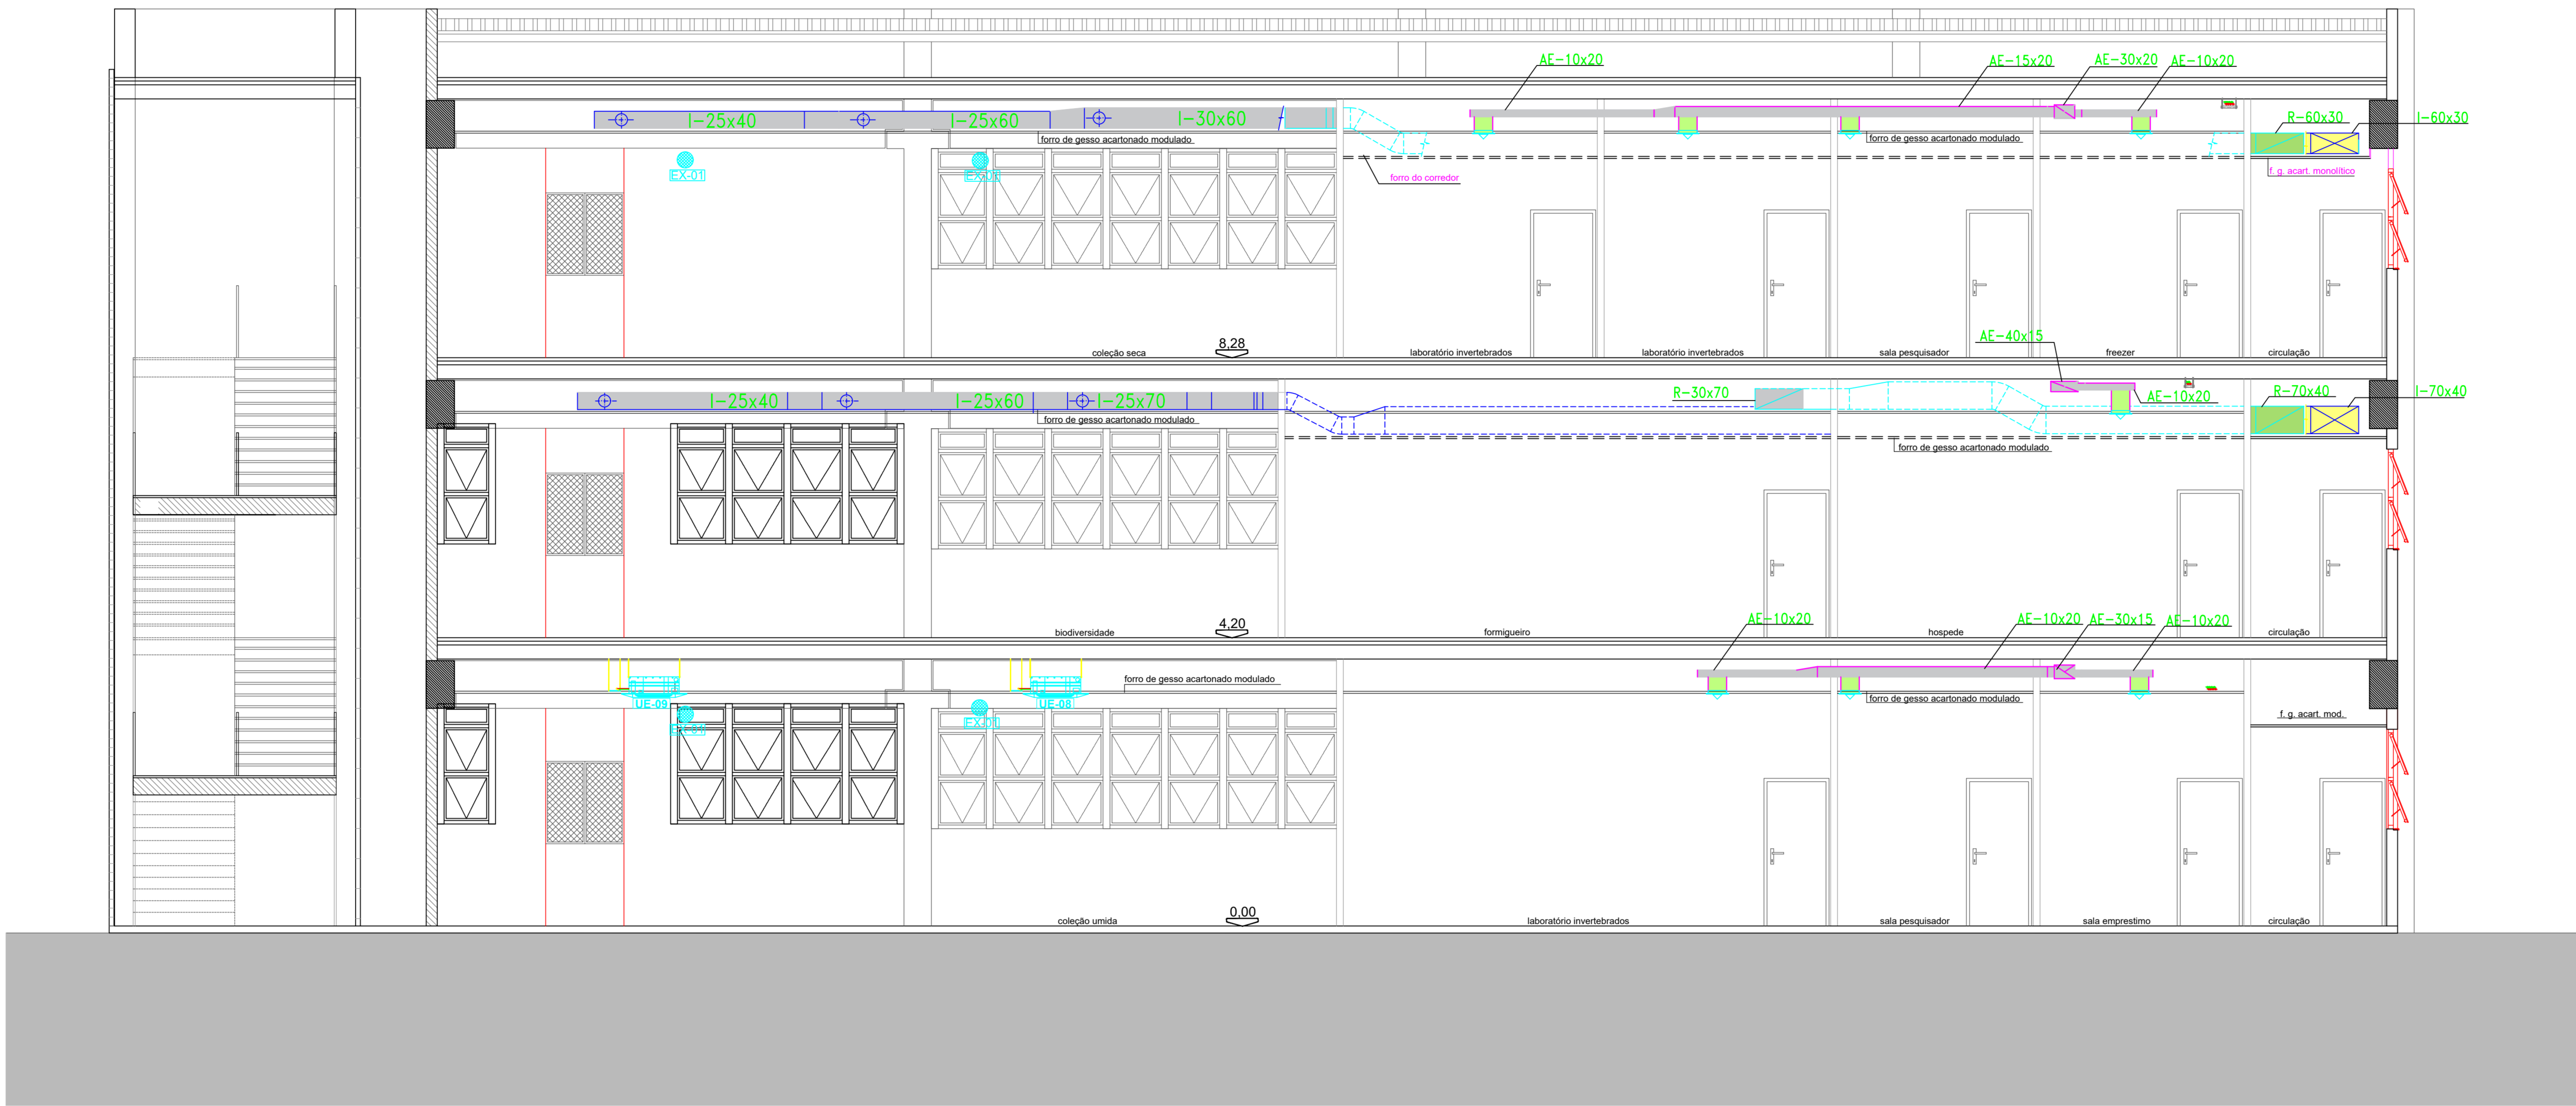 AE-10x20
AE-15x20
AE-30x20
AE-10x20
I-25x40
I-25x60
I-30x60
R-60x30
I-60x30
forro de gesso acartonado modulado
forro de gesso acartonado modulado
EX-01
EX-01
forro do corredor
f. g. acart. monolítico
AE-40x15
8,28
coleção seca
laboratório invertebrados
laboratório invertebrados
sala pesquisador
freezer
circulação
I-25x40
I-25x60
I-25x70
R-30x70
AE-10x20
R-70x40
I-70x40
forro de gesso acartonado modulado
forro de gesso acartonado modulado
4,20
biodiversidade
formigueiro
hospede
circulação
AE-10x20
AE-10x20
AE-30x15
AE-10x20
forro de gesso acartonado modulado
forro de gesso acartonado modulado
UE-09
UE-08
EX-01
EX-01
f. g. acart. mod.
0,00
coleção umida
laboratório invertebrados
sala pesquisador
sala emprestimo
circulação